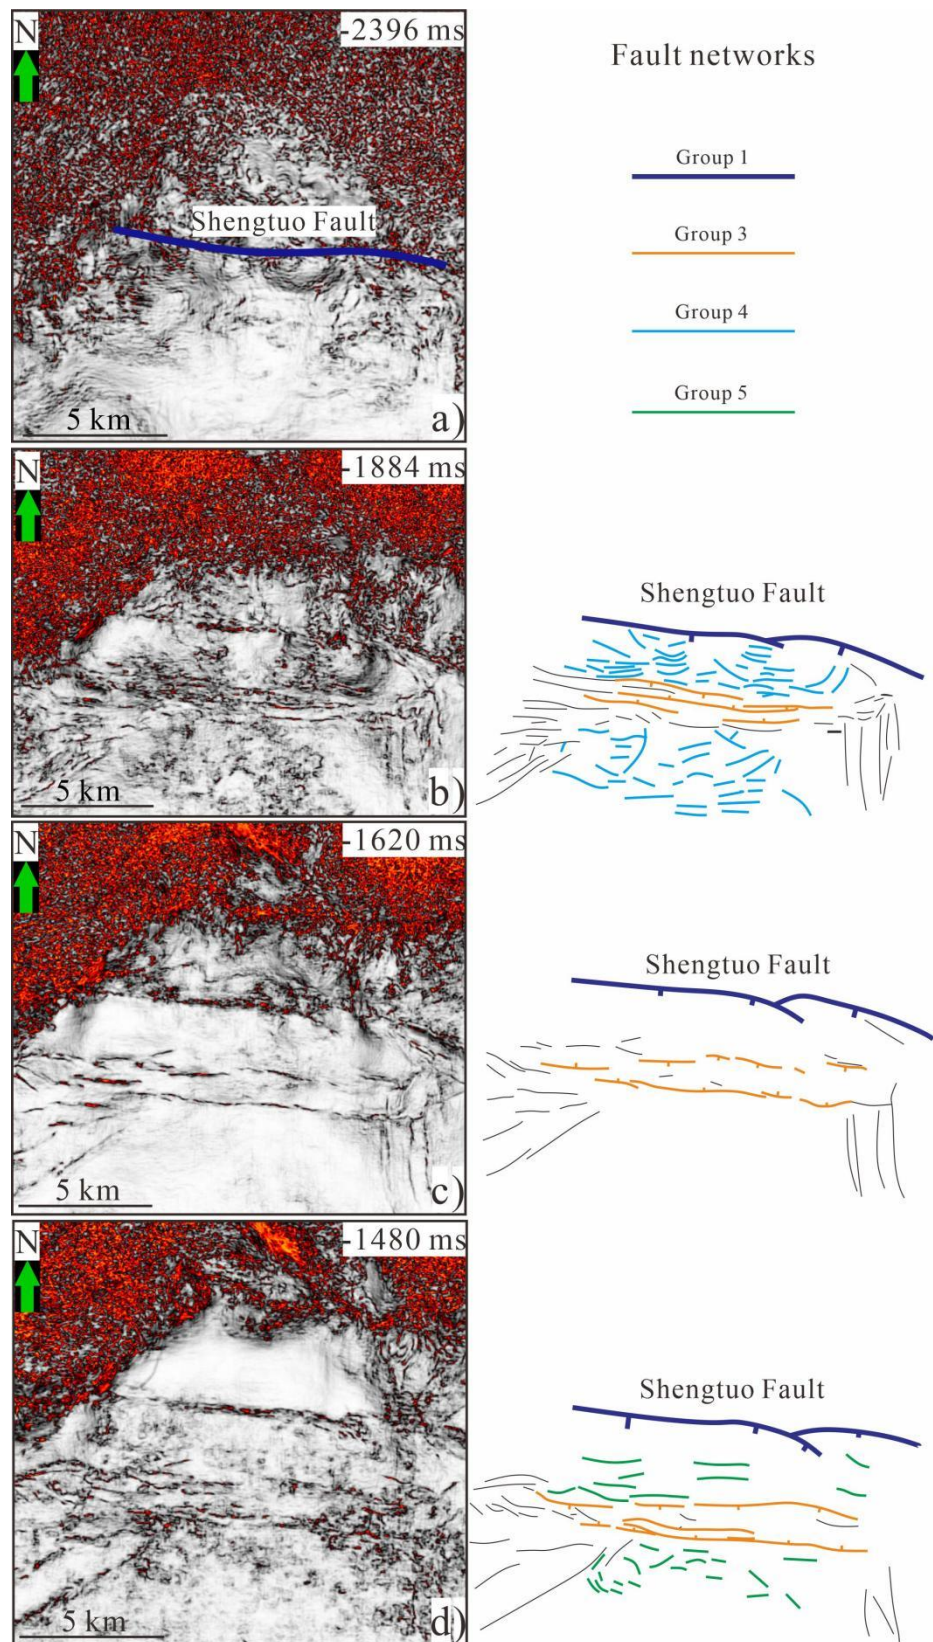 N
-2396 ms
Fault networks
Group 1
Shengtuo Fault
Group 3
Group 4
Group 5
5 km
a)
N
-1884 ms
Shengtuo Fault
5 km
b)
N
-1620 ms
Shengtuo Fault
5 km
c)
N
-1480 ms
Shengtuo Fault
5 km
d)